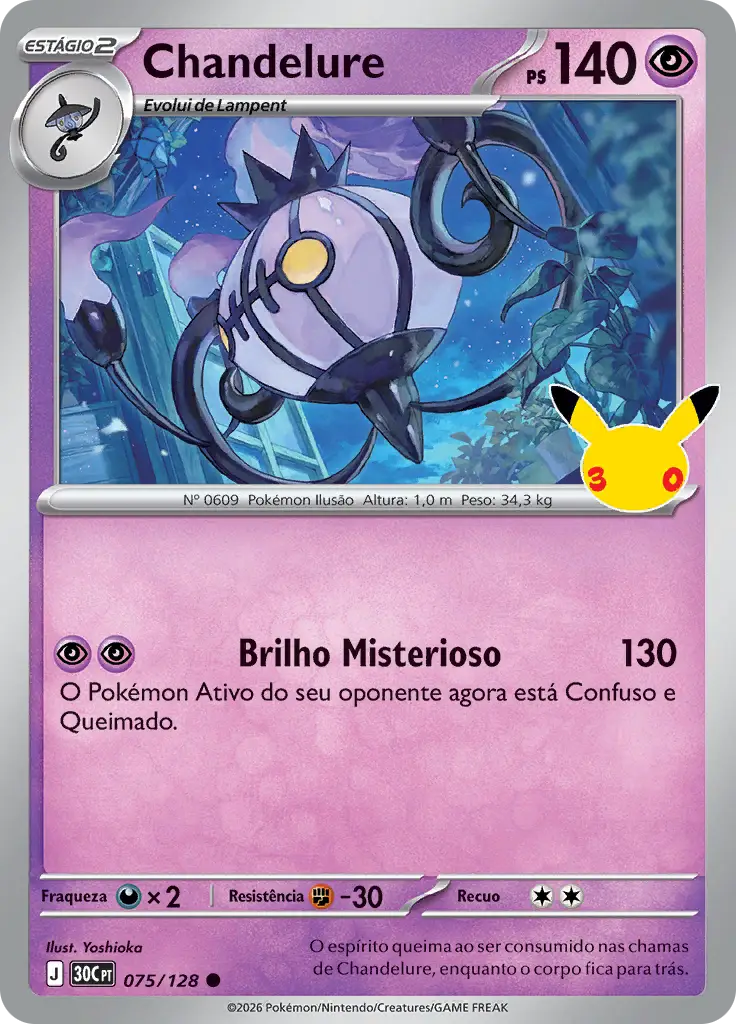 ESTÁGIO 2
Chandelure
PS 140
Evolui de Lampent
30
Nº 0609 Pokémon Ilusão Altura: 1,0 m Peso: 34,3 kg
Brilho Misterioso 130
O Pokémon Ativo do seu oponente agora está Confuso e
Queimado.
Fraqueza ×2 Resistência -30 Recuo
Ilust. Yoshioka
O espírito queima ao ser consumido nas chamas
de Chandelure, enquanto o corpo fica para trás.
J 30C PT 075/128
©2026 Pokémon/Nintendo/Creatures/GAME FREAK